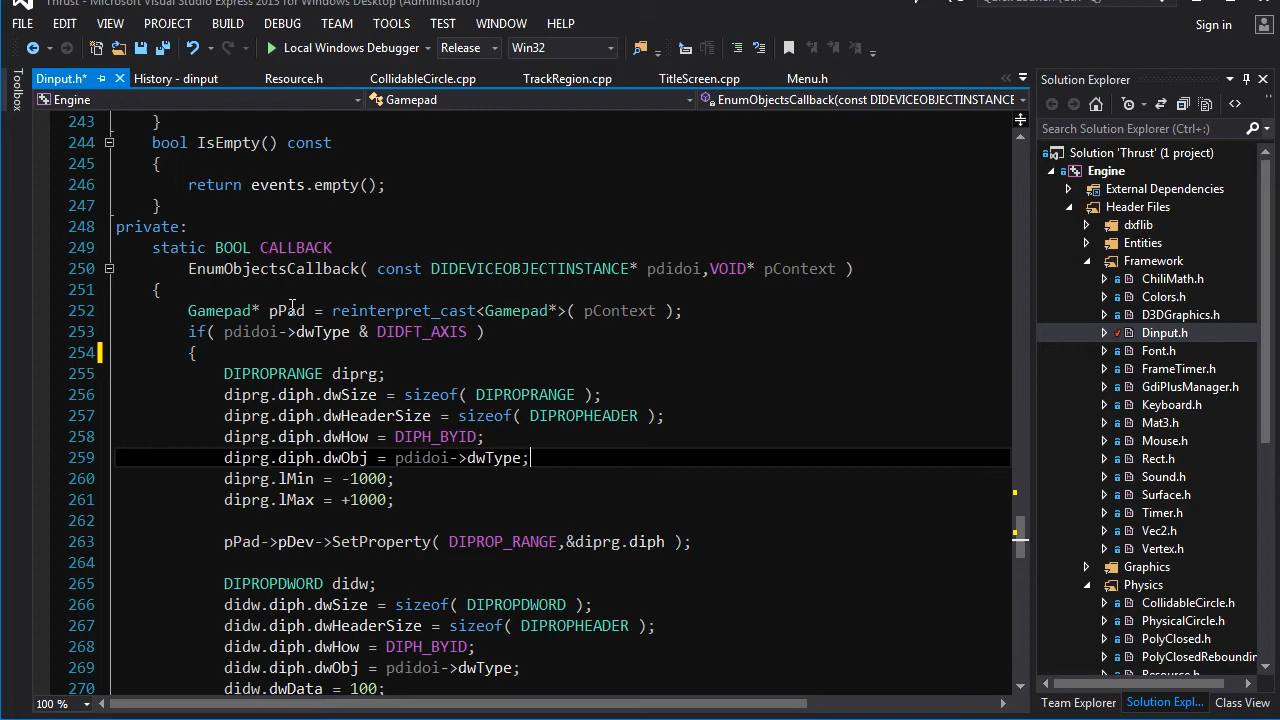 Thrust - Microsoft Visual Studio Express 2013 for Windows Desktop (Administrator)
FILE EDIT VIEW PROJECT BUILD DEBUG TEAM TOOLS TEST WINDOW HELP
Sign in
Local Windows Debugger Release Win32
Toolbox
Dinput.h* History - dinput Resource.h CollidableCircle.cpp TrackRegion.cpp TitleScreen.cpp Menu.h
Engine Gamepad EnumObjectsCallback(const DIDEVICEOBJECTINSTANCE
243 }
244 bool IsEmpty() const
245 {
246 return events.empty();
247 }
248 private:
249 static BOOL CALLBACK
250 EnumObjectsCallback( const DIDEVICEOBJECTINSTANCE* pdidoi,VOID* pContext )
251 {
252 Gamepad* pPad = reinterpret_cast<Gamepad*>( pContext );
253 if( pdidoi->dwType & DIDFT_AXIS )
254 {
255 DIPROPRANGE diprg;
256 diprg.diph.dwSize = sizeof( DIPROPRANGE );
257 diprg.diph.dwHeaderSize = sizeof( DIPROPHEADER );
258 diprg.diph.dwHow = DIPH_BYID;
259 diprg.diph.dwObj = pdidoi->dwType;
260 diprg.lMin = -1000;
261 diprg.lMax = +1000;
262
263 pPad->pDev->SetProperty( DIPROP_RANGE,&diprg.diph );
264
265 DIPROPDWORD didw;
266 didw.diph.dwSize = sizeof( DIPROPDWORD );
267 didw.diph.dwHeaderSize = sizeof( DIPROPHEADER );
268 didw.diph.dwHow = DIPH_BYID;
269 didw.diph.dwObj = pdidoi->dwType;
270 didw.dwData = 100;
100 %
Solution Explorer
Search Solution Explorer (Ctrl+;)
Solution 'Thrust' (1 project)
Engine
External Dependencies
Header Files
dxflib
Entities
Framework
ChiliMath.h
Colors.h
D3DGraphics.h
Dinput.h
Font.h
FrameTimer.h
GdiPlusManager.h
Keyboard.h
Mat3.h
Mouse.h
Rect.h
Sound.h
Surface.h
Timer.h
Vec2.h
Vertex.h
Graphics
Physics
CollidableCircle.h
PhysicalCircle.h
PolyClosed.h
PolyClosedReboundin
Team Explorer Solution Expl... Class View